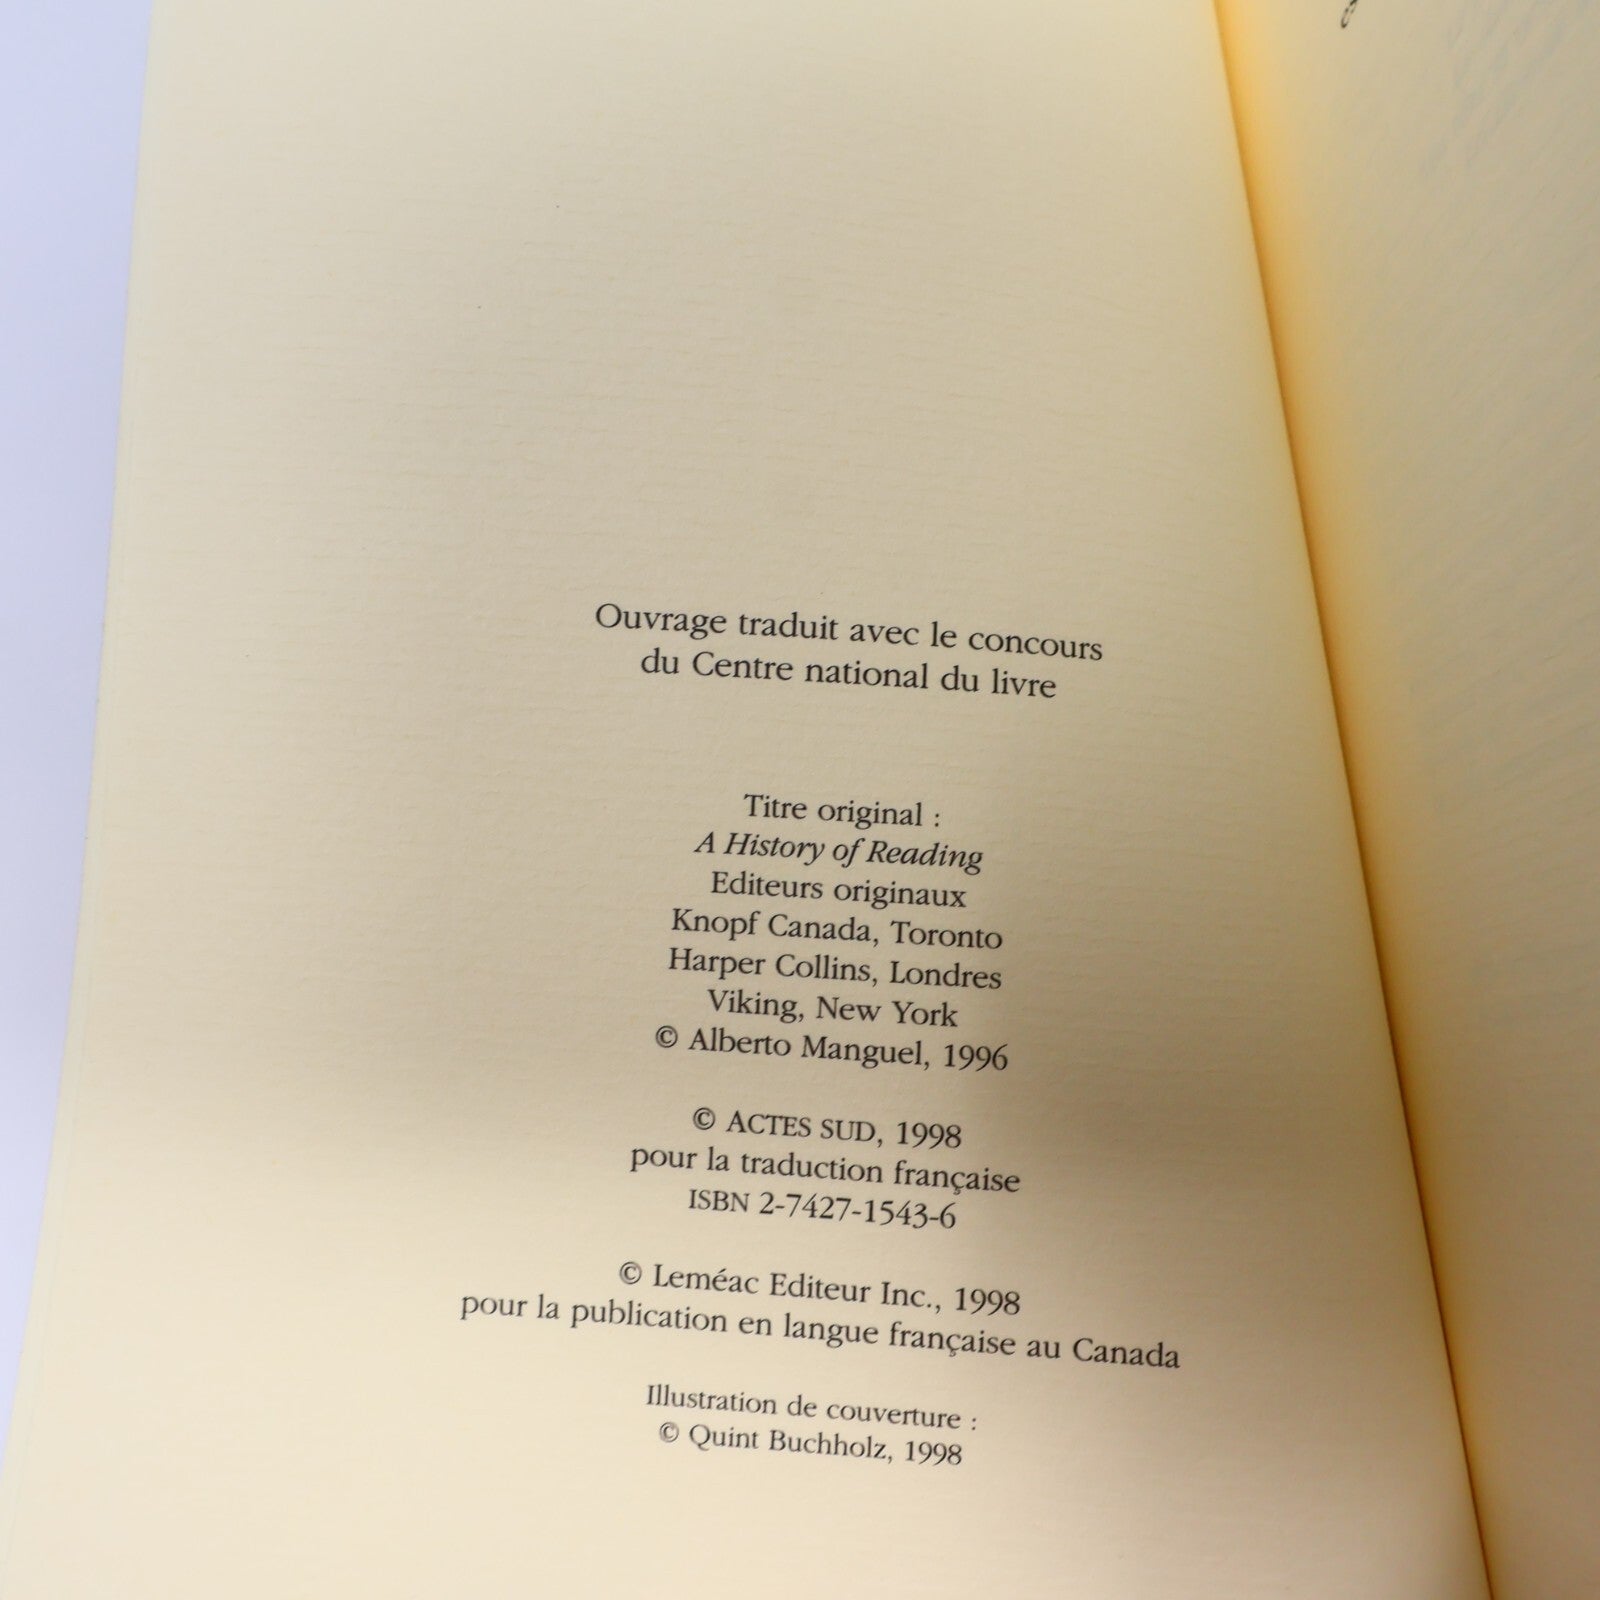 Ouvrage traduit avec le concours
du Centre national du livre
Titre original :
A History of Reading
Editeurs originaux
Knopf Canada, Toronto
Harper Collins, Londres
Viking, New York
© Alberto Manguel, 1996
© ACTES SUD, 1998
pour la traduction française
ISBN 2-7427-1543-6
© Leméac Editeur Inc., 1998
pour la publication en langue française au Canada
Illustration de couverture :
© Quint Buchholz, 1998